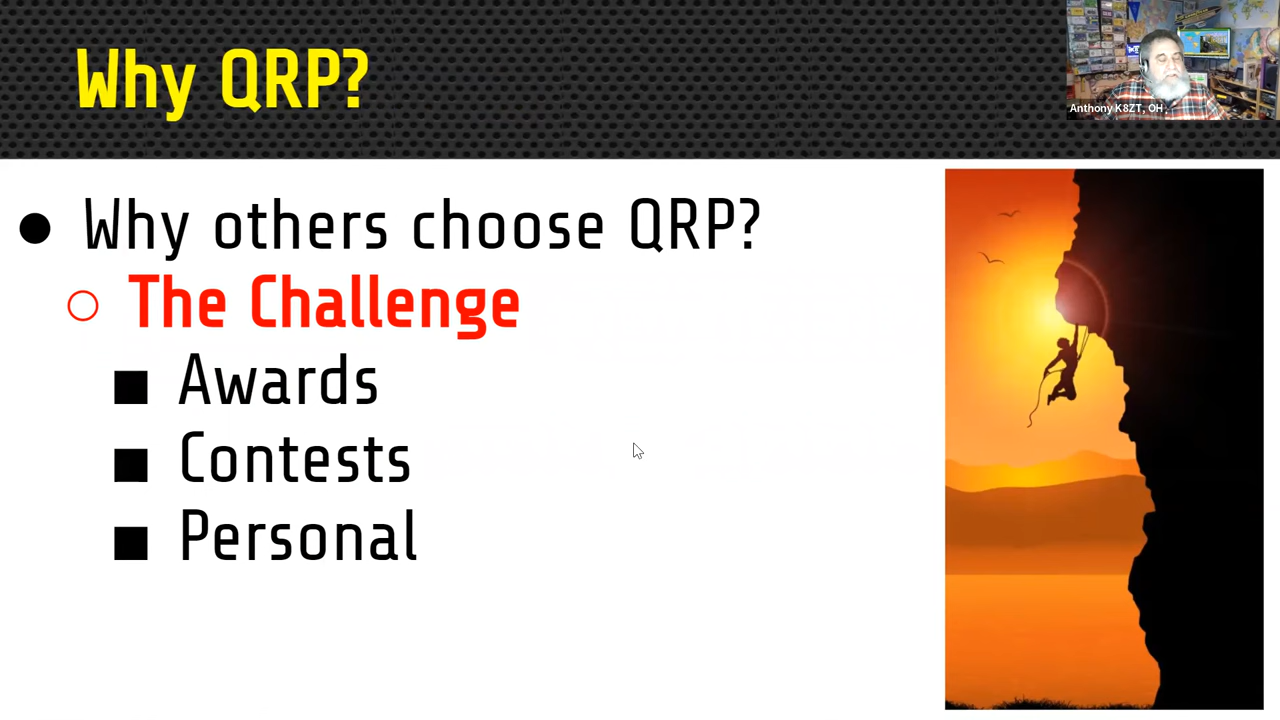 Why QRP?
Anthony K8ZT, OH
Why others choose QRP?
The Challenge
Awards
Contests
Personal